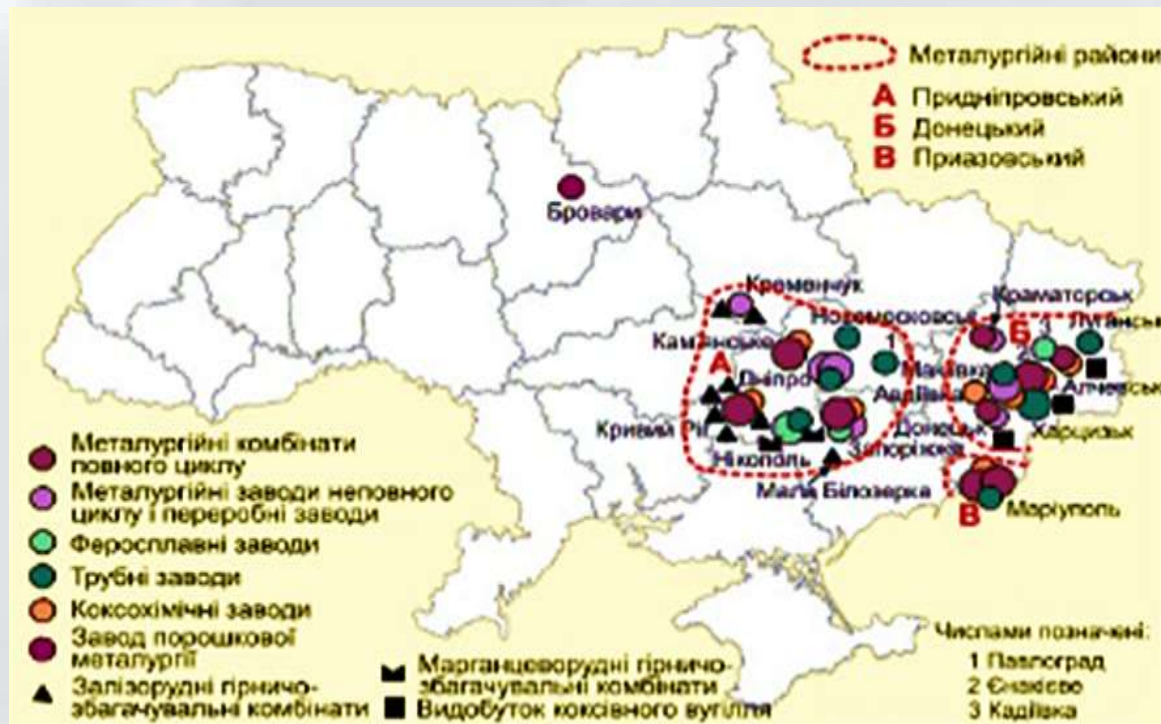 Металургійні райони
А Придніпровський
Б Донецький
В Приазовський
Бровари
Кременчук
Краматорськ
Новомосковськ
Б
3
Луганськ
Кам'янське
1
А
Макіївка
Дніпро
Авдіївка
Алчевськ
Кривий Ріг
Донецьк
Харцизьк
Нікополь
Запоріжжя
Мала Білозерка
В
Маріуполь
Металургійні комбінати
повного циклу
Металургійні заводи неповного
циклу і переробні заводи
Феросплавні заводи
Трубні заводи
Коксохімічні заводи
Завод порошкової
металургії
Залізорудні гірничо-
збагачувальні комбінати
Марганцеворудні гірничо-
збагачувальні комбінати
Видобуток коксівного вугілля
Числами позначені:
1 Павлоград
2 Єнакієве
3 Кадіївка